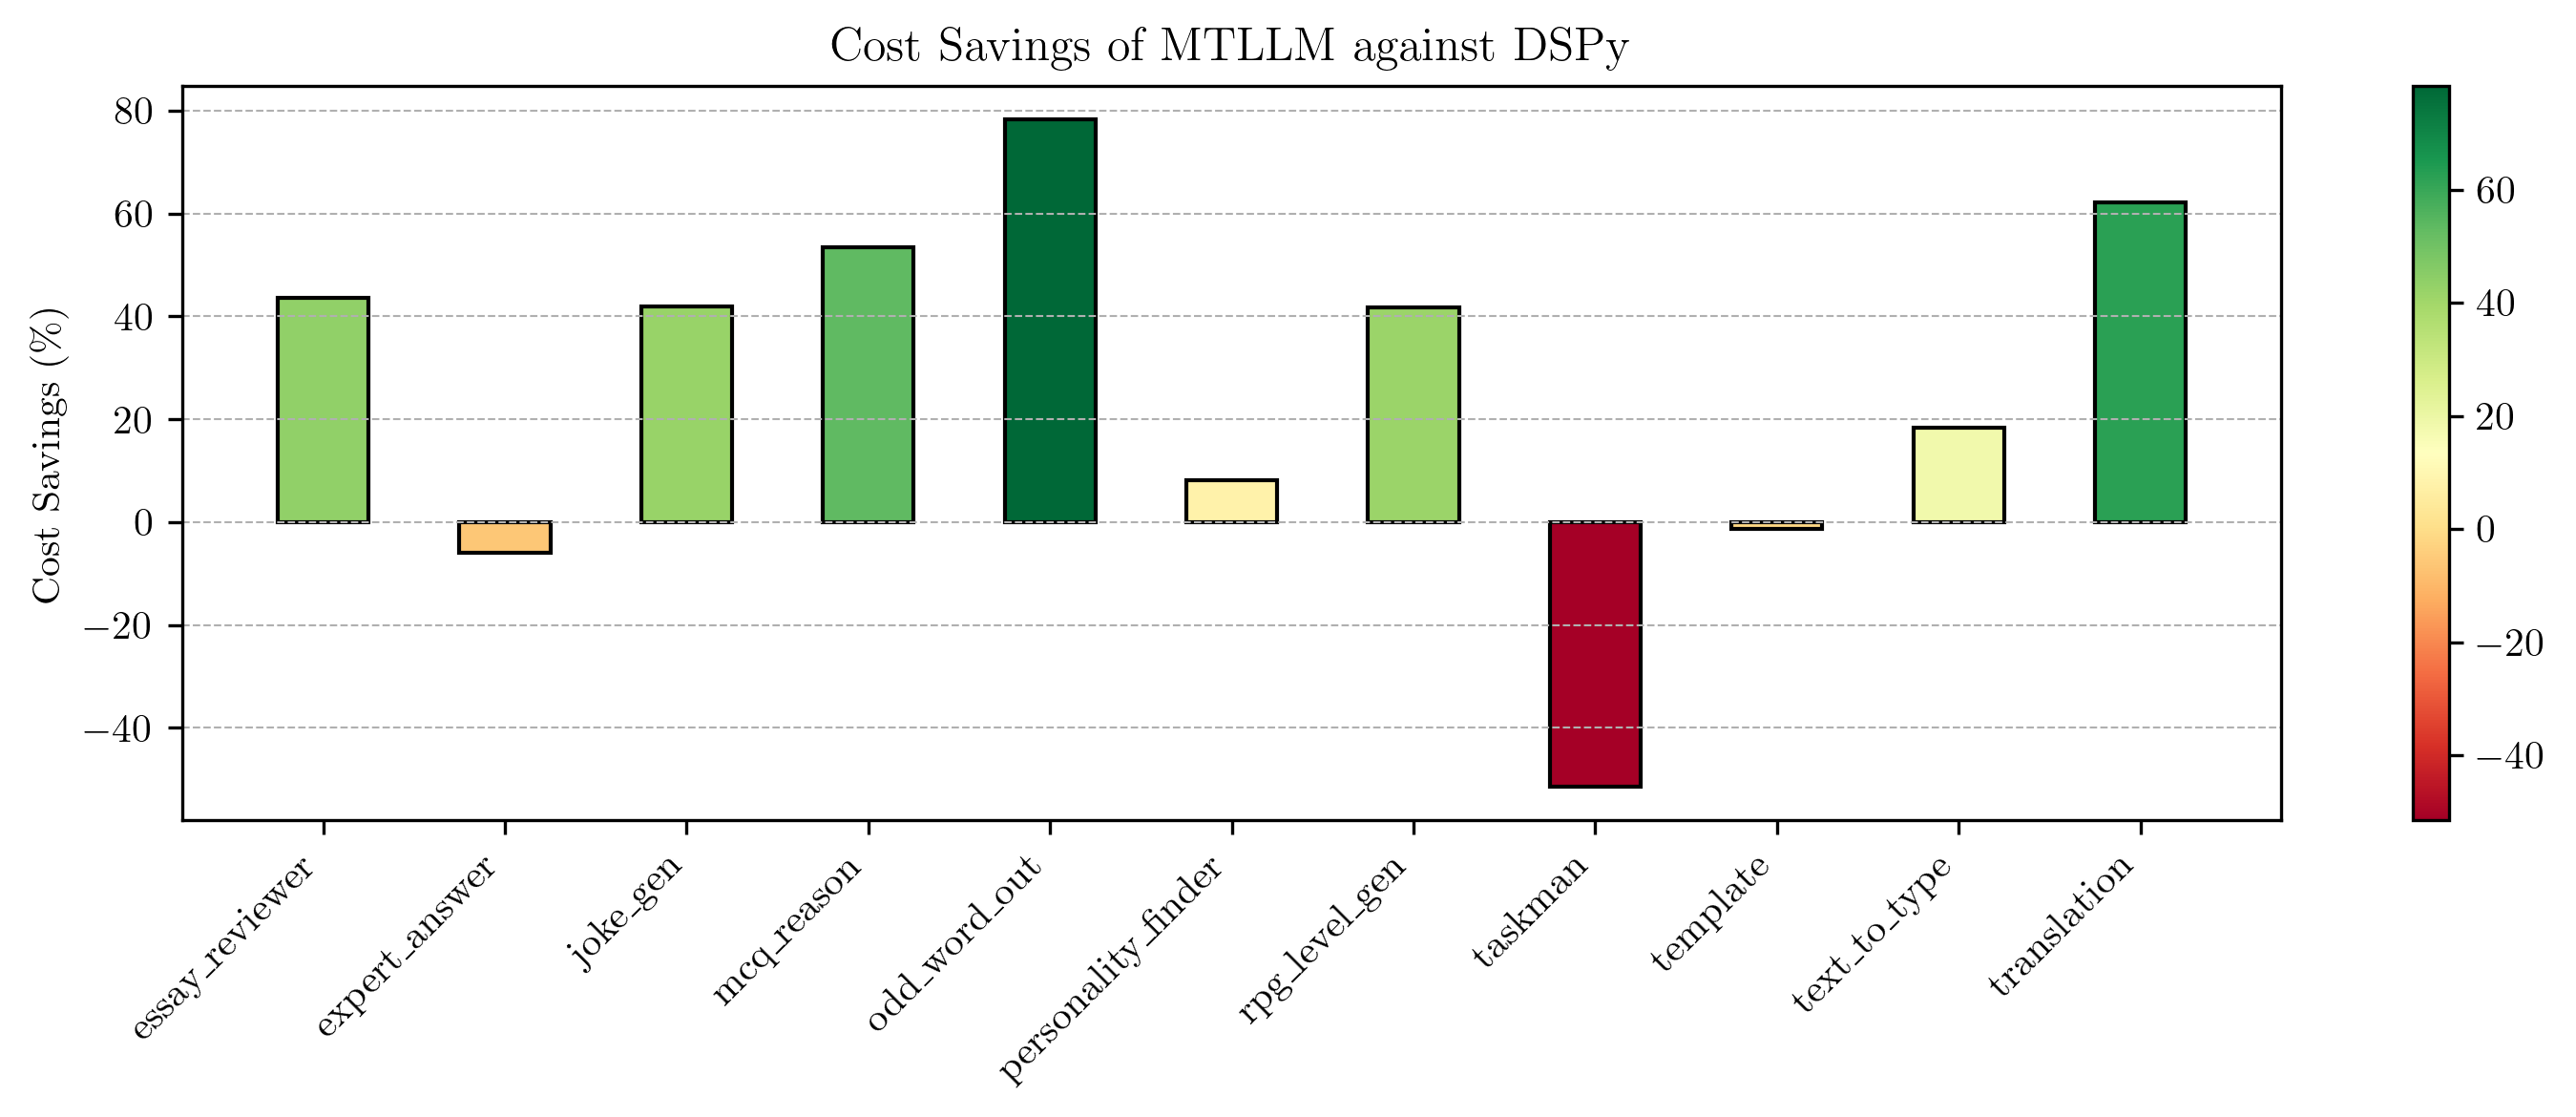 Cost Savings of MTLLM against DSPy
Cost Savings (%)
80
60
40
20
0
−20
−40
essay_reviewer
expert_answer
joke_gen
mcq_reason
odd_word_out
personality_finder
rpg_level_gen
taskman
template
text_to_type
translation
60
40
20
0
−20
−40